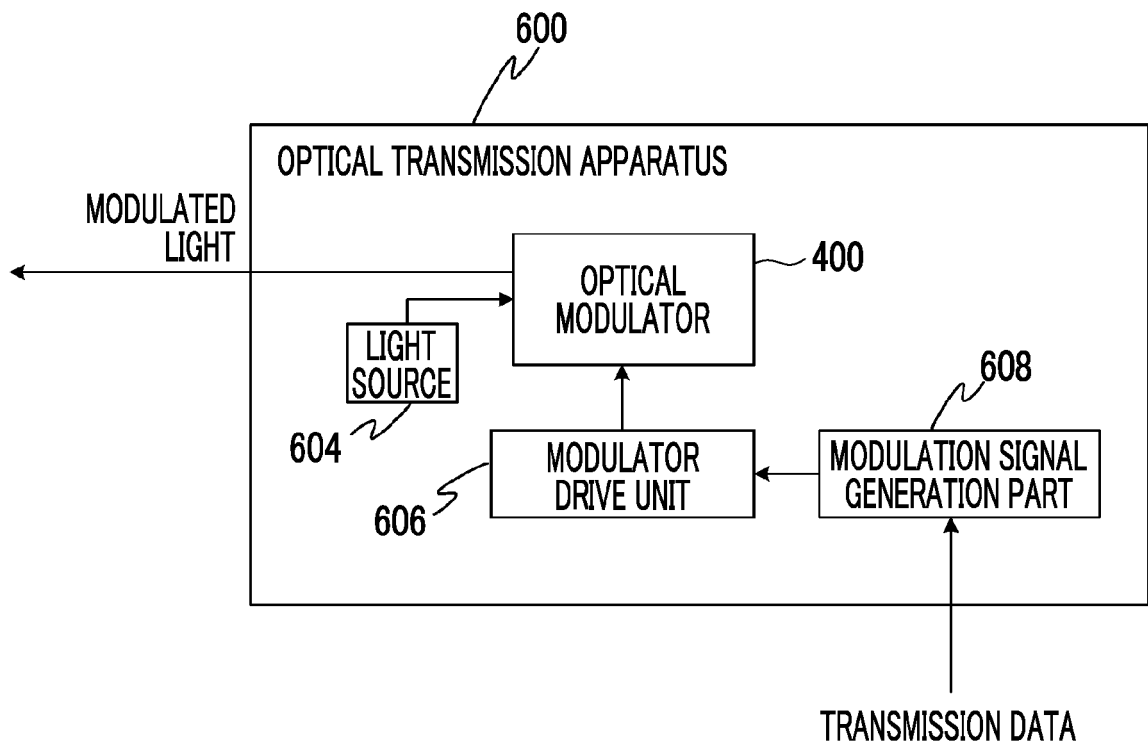 600
OPTICAL TRANSMISSION APPARATUS
MODULATED
LIGHT
OPTICAL
MODULATOR
400
LIGHT
SOURCE
604
608
MODULATOR
DRIVE UNIT
606
MODULATION SIGNAL
GENERATION PART
TRANSMISSION DATA